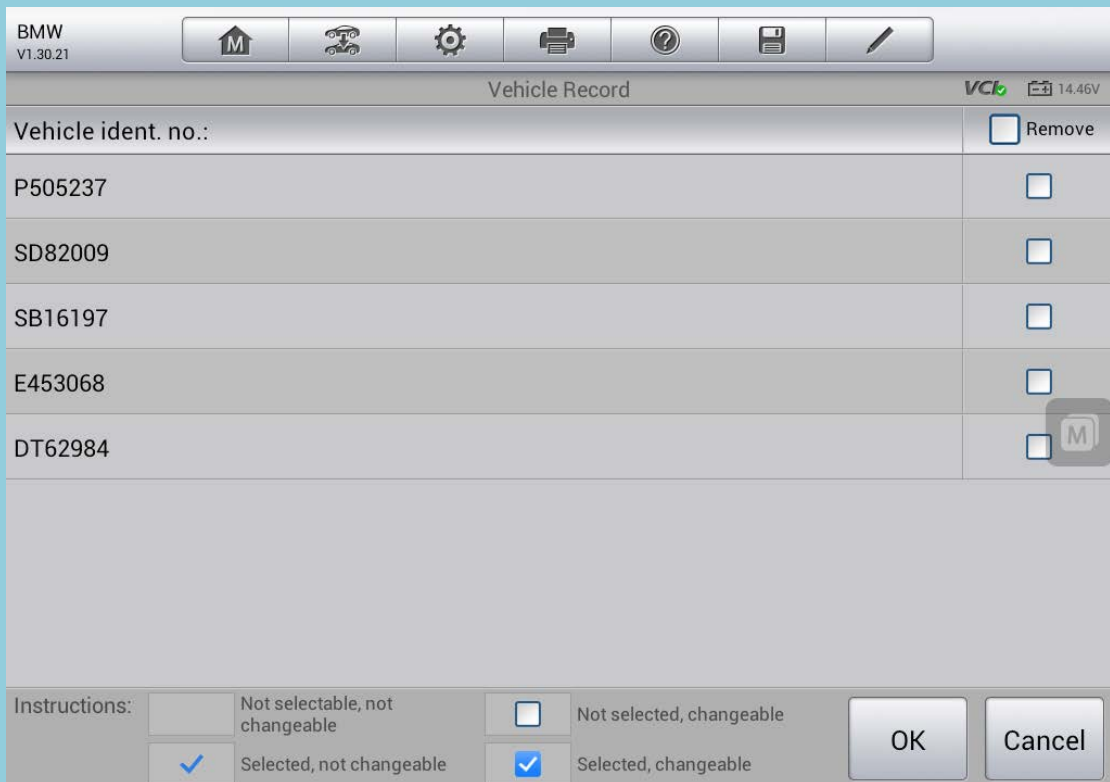 BMW
V1.30.21
M
Vehicle Record
VCI
14.46V
Vehicle ident. no.:
Remove
P505237
SD82009
SB16197
E453068
DT62984
M
Instructions:
Not selectable, not
changeable
Not selected, changeable
Selected, not changeable
Selected, changeable
OK
Cancel